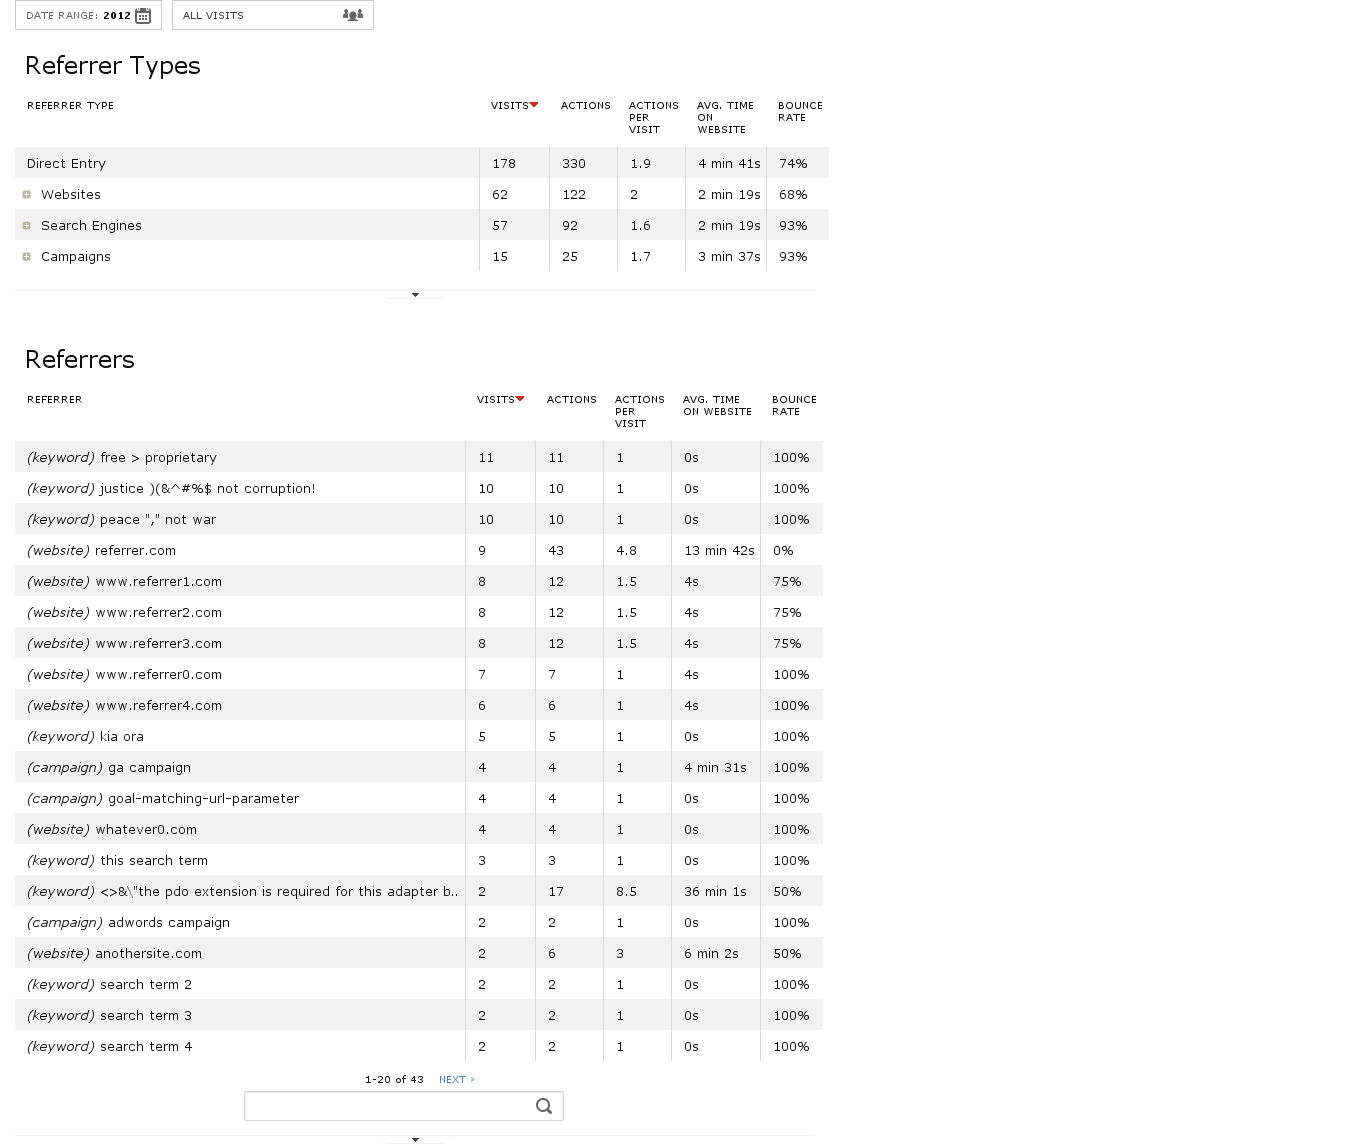 DATE RANGE: 2012 ALL VISITS
Referrer Types
REFERRER TYPE VISITS ACTIONS ACTIONS PER VISIT AVG. TIME ON WEBSITE BOUNCE RATE
Direct Entry 178 330 1.9 4 min 41s 74%
Websites 62 122 2 2 min 19s 68%
Search Engines 57 92 1.6 2 min 19s 93%
Campaigns 15 25 1.7 3 min 37s 93%
Referrers
REFERRER VISITS ACTIONS ACTIONS PER VISIT AVG. TIME ON WEBSITE BOUNCE RATE
(keyword) free > proprietary 11 11 1 0s 100%
(keyword) justice )(&^#%$ not corruption! 10 10 1 0s 100%
(keyword) peace "," not war 10 10 1 0s 100%
(website) referrer.com 9 43 4.8 13 min 42s 0%
(website) www.referrer1.com 8 12 1.5 4s 75%
(website) www.referrer2.com 8 12 1.5 4s 75%
(website) www.referrer3.com 8 12 1.5 4s 75%
(website) www.referrer0.com 7 7 1 4s 100%
(website) www.referrer4.com 6 6 1 4s 100%
(keyword) kia ora 5 5 1 0s 100%
(campaign) ga campaign 4 4 1 4 min 31s 100%
(campaign) goal-matching-url-parameter 4 4 1 0s 100%
(website) whatever0.com 4 4 1 0s 100%
(keyword) this search term 3 3 1 0s 100%
(keyword) <>&\"the pdo extension is required for this adapter b.. 2 17 8.5 36 min 1s 50%
(campaign) adwords campaign 2 2 1 0s 100%
(website) anothersite.com 2 6 3 6 min 2s 50%
(keyword) search term 2 2 2 1 0s 100%
(keyword) search term 3 2 2 1 0s 100%
(keyword) search term 4 2 2 1 0s 100%
1-20 of 43 NEXT ›